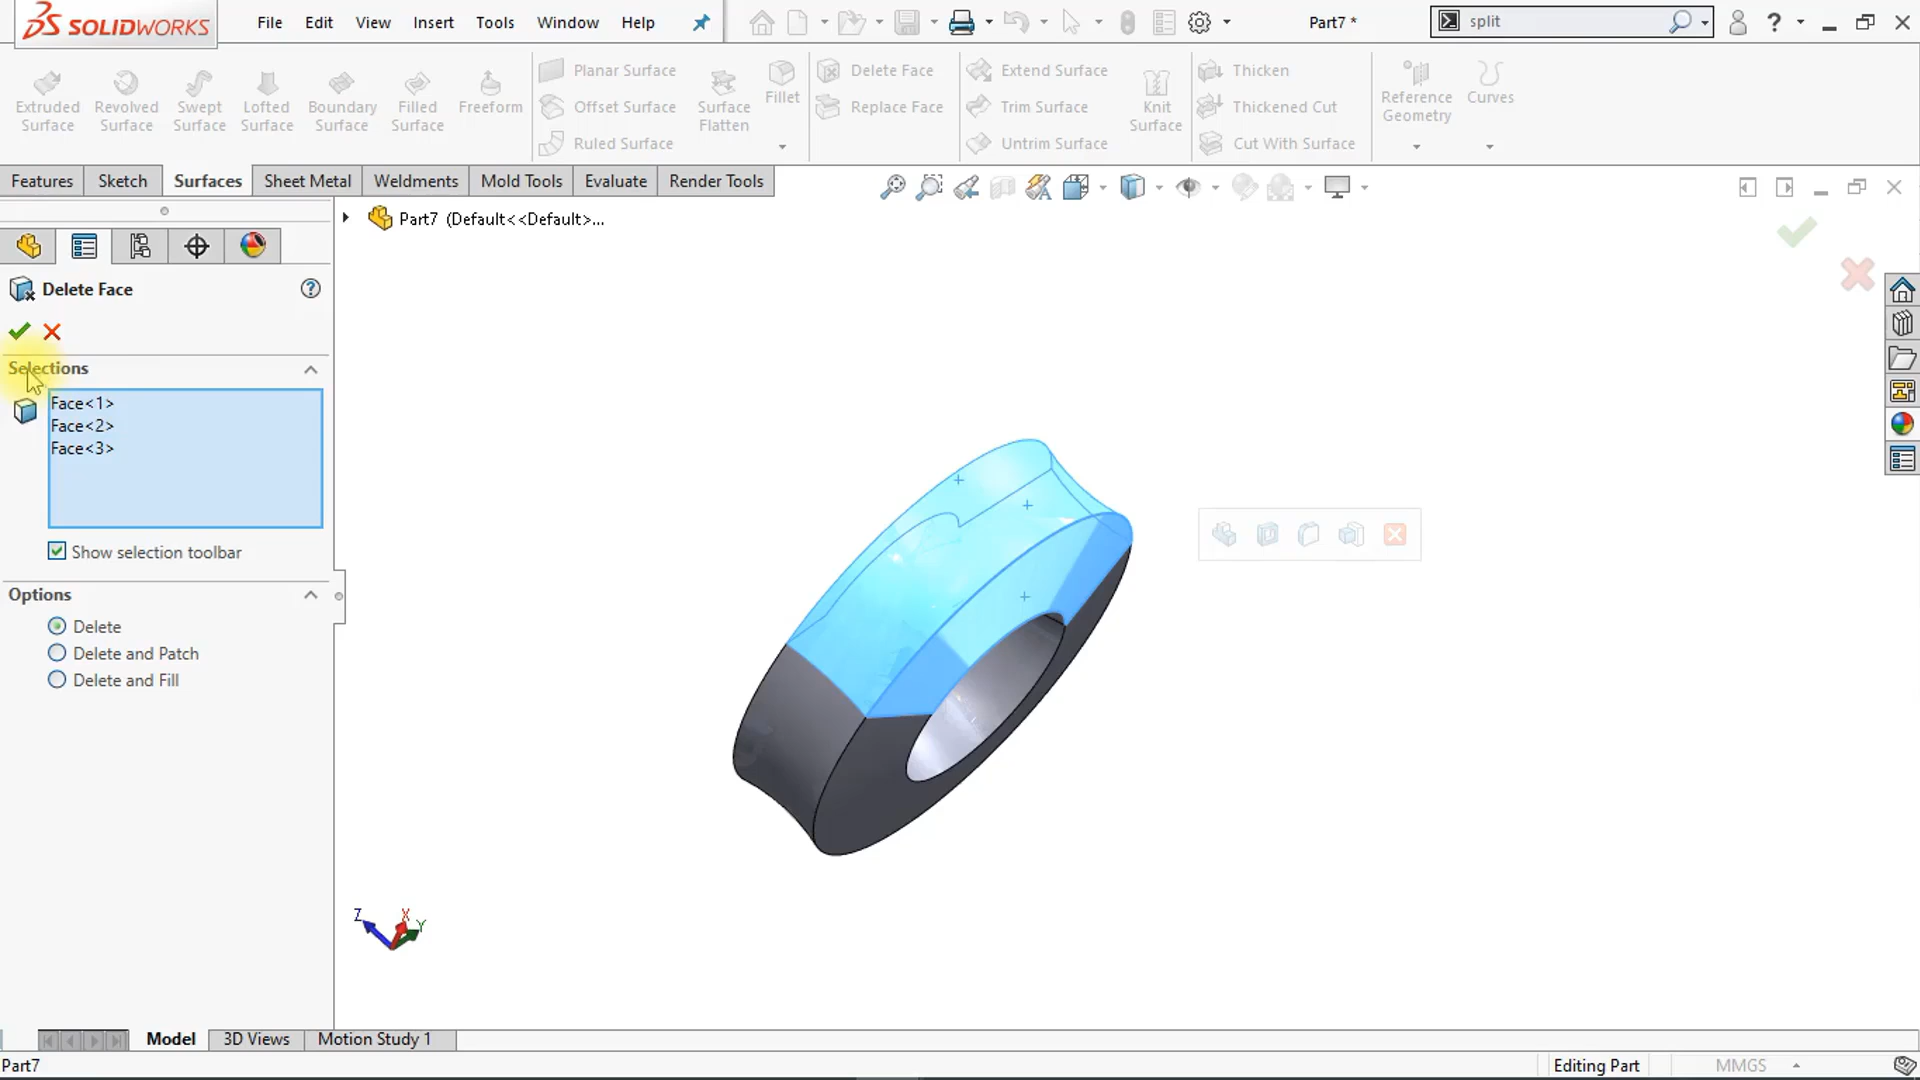 SOLIDWORKS
File Edit View Insert Tools Window Help
Part7 *
split
?
Extruded Surface
Revolved Surface
Swept Surface
Lofted Surface
Boundary Surface
Filled Surface
Freeform
Planar Surface
Offset Surface
Ruled Surface
Surface Flatten
Fillet
Delete Face
Replace Face
Extend Surface
Trim Surface
Untrim Surface
Knit Surface
Thicken
Thickened Cut
Cut With Surface
Reference Geometry
Curves
Features Sketch Surfaces Sheet Metal Weldments Mold Tools Evaluate Render Tools
Part7 (Default<<Default>...
Delete Face
?
Selections
Face<1>
Face<2>
Face<3>
Show selection toolbar
Options
Delete
Delete and Patch
Delete and Fill
Z X Y
Model 3D Views Motion Study 1
Part7
Editing Part
MMGS